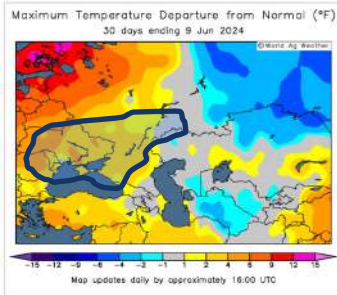 Maximum Temperature Departure from Normal (°F)
30 days ending 9 Jun 2024
© World Ag Weather
-15 -12 -9 -6 -4 -2 -1 1 2 4 6 9 12 15
Map updates daily by approximately 16:00 UTC